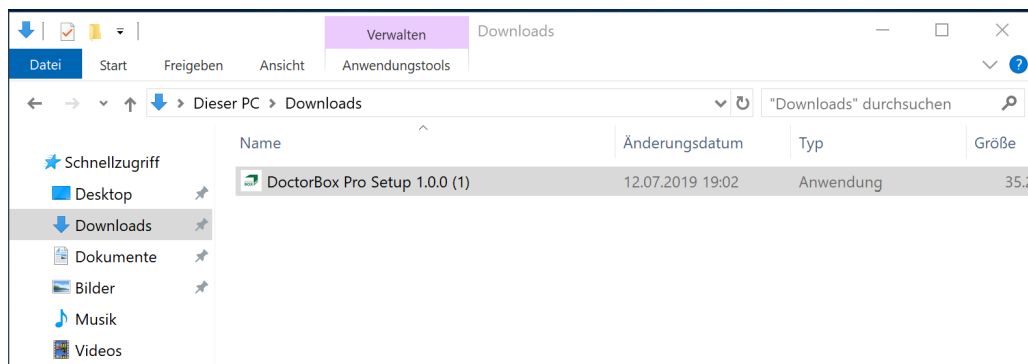 Verwalten Downloads
Datei Start Freigeben Ansicht Anwendungstools
Dieser PC > Downloads "Downloads" durchsuchen
Name Änderungsdatum Typ Größe
Schnellzugriff
DoctorBox Pro Setup 1.0.0 (1) 12.07.2019 19:02 Anwendung
Desktop
Downloads
Dokumente
Bilder
Musik
Videos